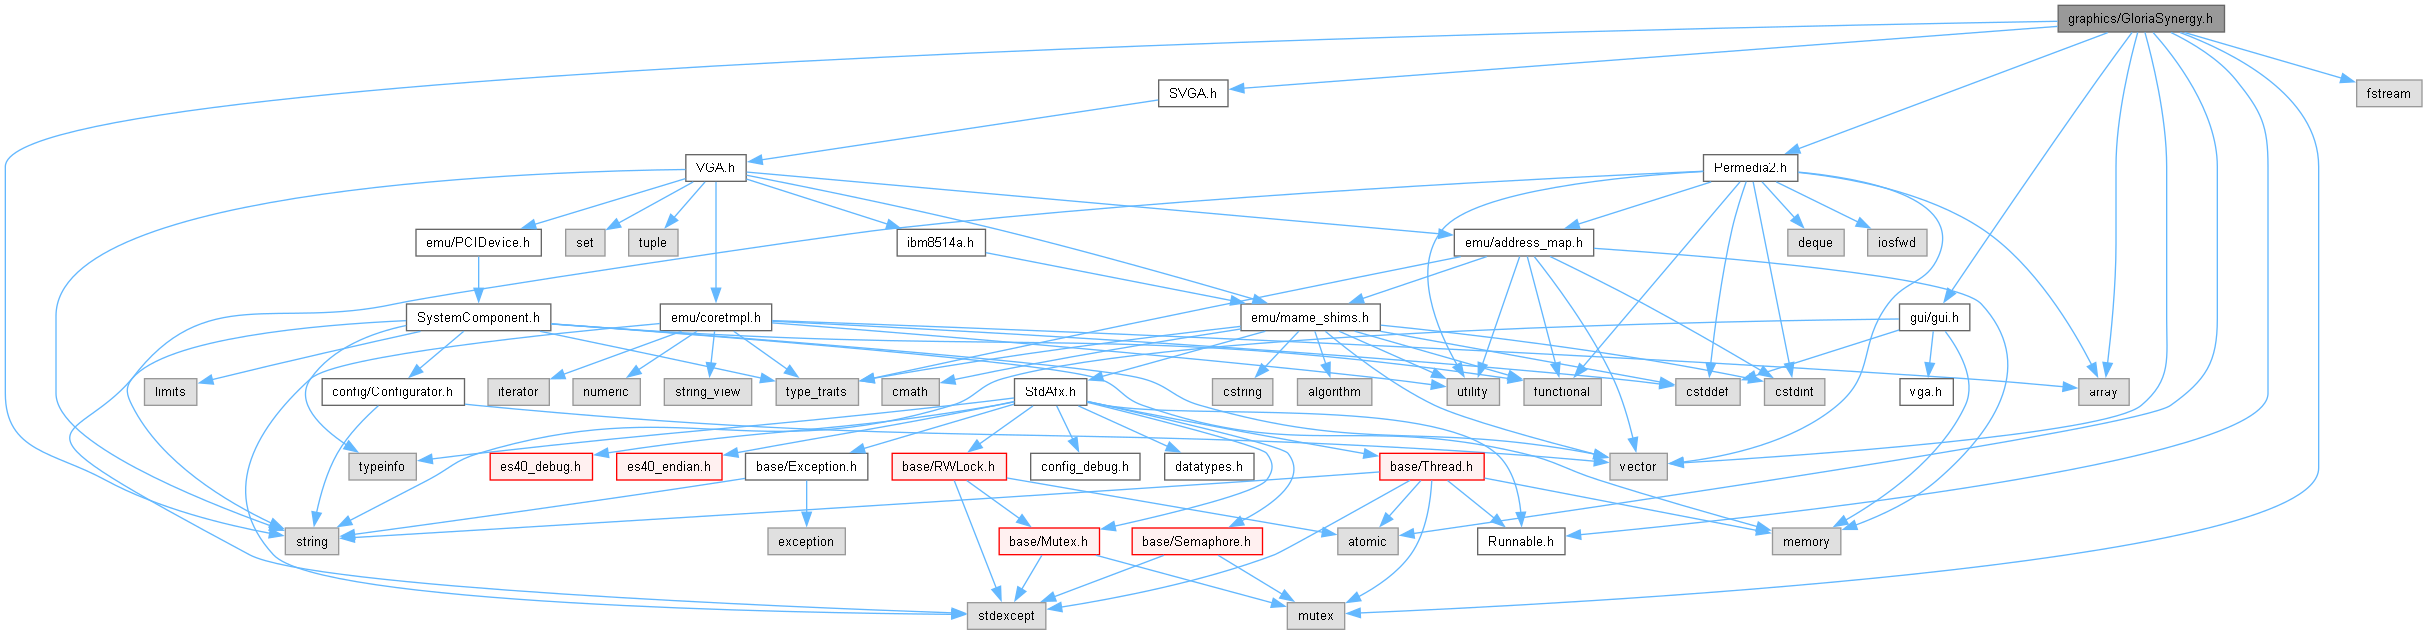 graphics/GloriaSynergy.h
SVGA.h
fstream
VGA.h
Permedia2.h
emu/PCIDevice.h
set
tuple
ibm8514a.h
emu/address_map.h
deque
iosfwd
SystemComponent.h
emu/coretmpl.h
emu/mame_shims.h
gui/gui.h
limits
config/Configurator.h
iterator
numeric
string_view
type_traits
cmath
StdAfx.h
cstring
algorithm
utility
functional
cstddef
cstdint
vga.h
array
typeinfo
es40_debug.h
es40_endian.h
base/Exception.h
base/RWLock.h
config_debug.h
datatypes.h
base/Thread.h
vector
string
exception
base/Mutex.h
base/Semaphore.h
atomic
Runnable.h
memory
stdexcept
mutex